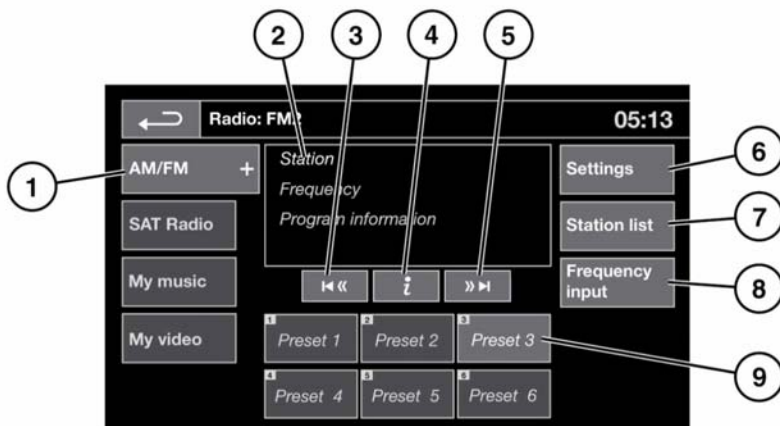 2 3 4 5
Radio: FM2 05:13
AM/FM +
Station
Frequency
Program information
Settings
SAT Radio
Station list
My music
Frequency
input
My video
i
1 Preset 1
2 Preset 2
3 Preset 3
4 Preset 4
5 Preset 5
6 Preset 6
1
6
7
8
9